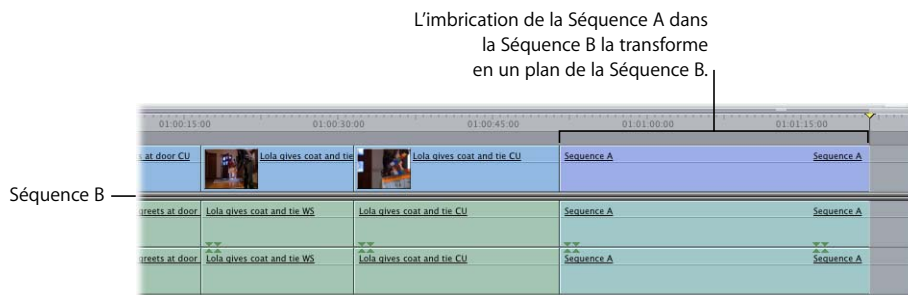 L'imbrication de la Séquence A dans
la Séquence B la transforme
en un plan de la Séquence B.
01:00:15:00 01:00:30:00 01:00:45:00 01:01:00:00 01:01:15:00
at door CU Lola gives coat and tie Lola gives coat and tie CU Sequence A Sequence A
Séquence B
greets at door Lola gives coat and tie WS Lola gives coat and tie CU Sequence A Sequence A
greets at door Lola gives coat and tie WS Lola gives coat and tie CU Sequence A Sequence A